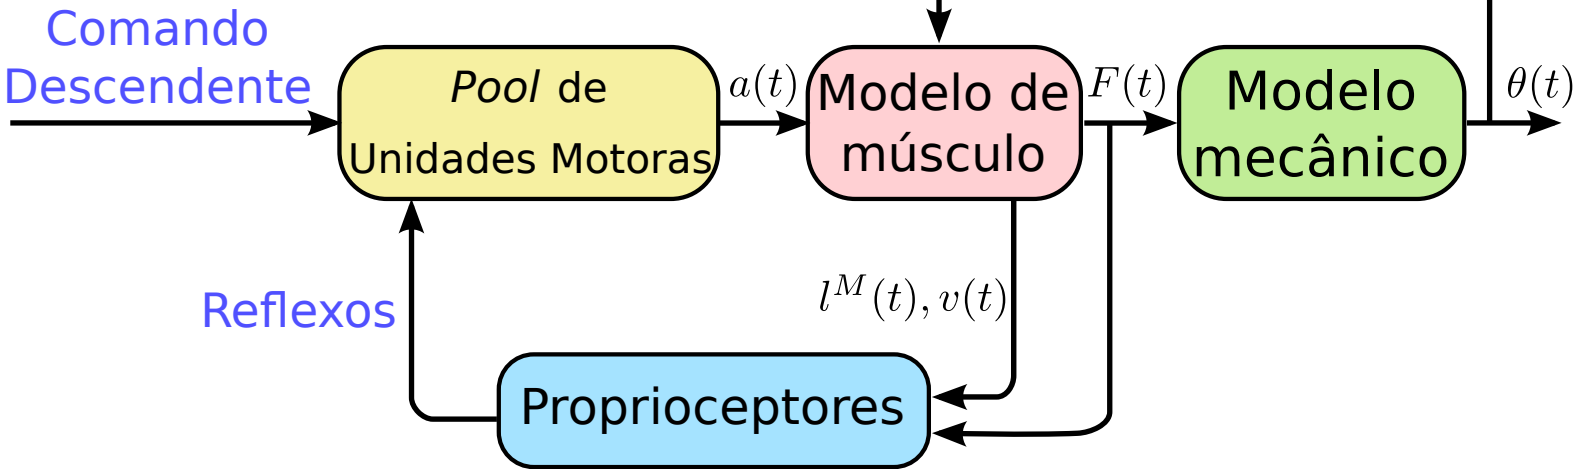 Comando
Descendente
Pool de
Unidades Motoras
a(t)
Modelo de
músculo
F(t)
Modelo
mecânico
θ(t)
l^M(t), v(t)
Reflexos
Proprioceptores